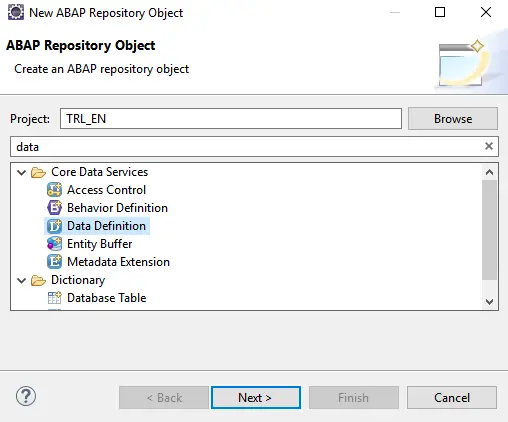 New ABAP Repository Object
ABAP Repository Object
Create an ABAP repository object
Project: TRL_EN Browse
data
Core Data Services
Access Control
Behavior Definition
Data Definition
Entity Buffer
Metadata Extension
Dictionary
Database Table
< Back Next > Finish Cancel